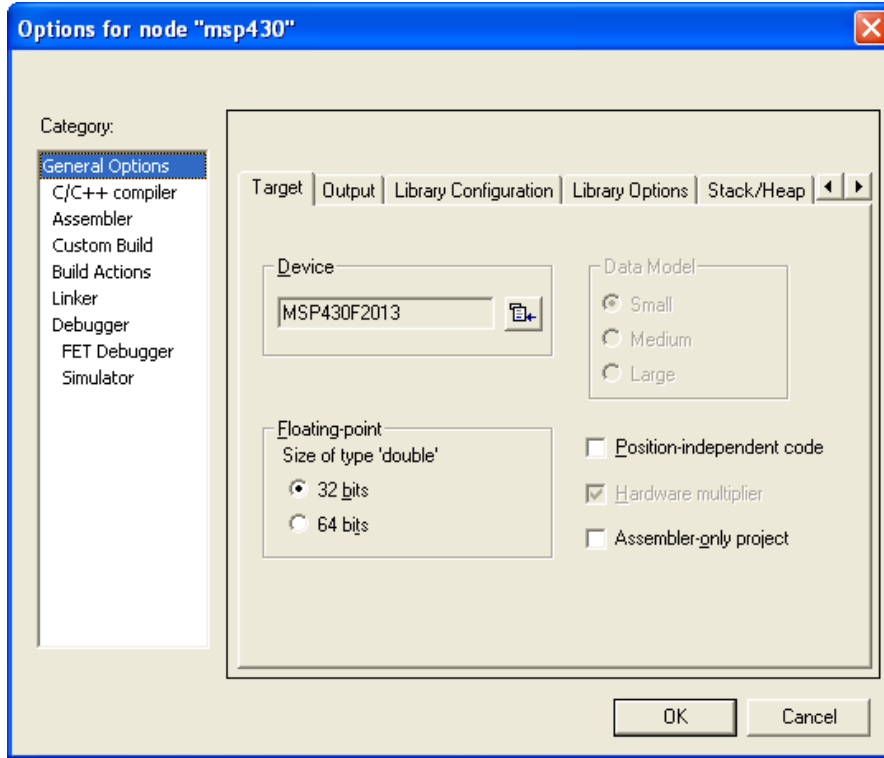 Options for node "msp430"
Category:
General Options
C/C++ compiler
Assembler
Custom Build
Build Actions
Linker
Debugger
FET Debugger
Simulator
Target Output Library Configuration Library Options Stack/Heap
Device
MSP430F2013
Data Model
Small
Medium
Large
Floating-point
Size of type 'double'
32 bits
64 bits
Position-independent code
Hardware multiplier
Assembler-only project
OK Cancel